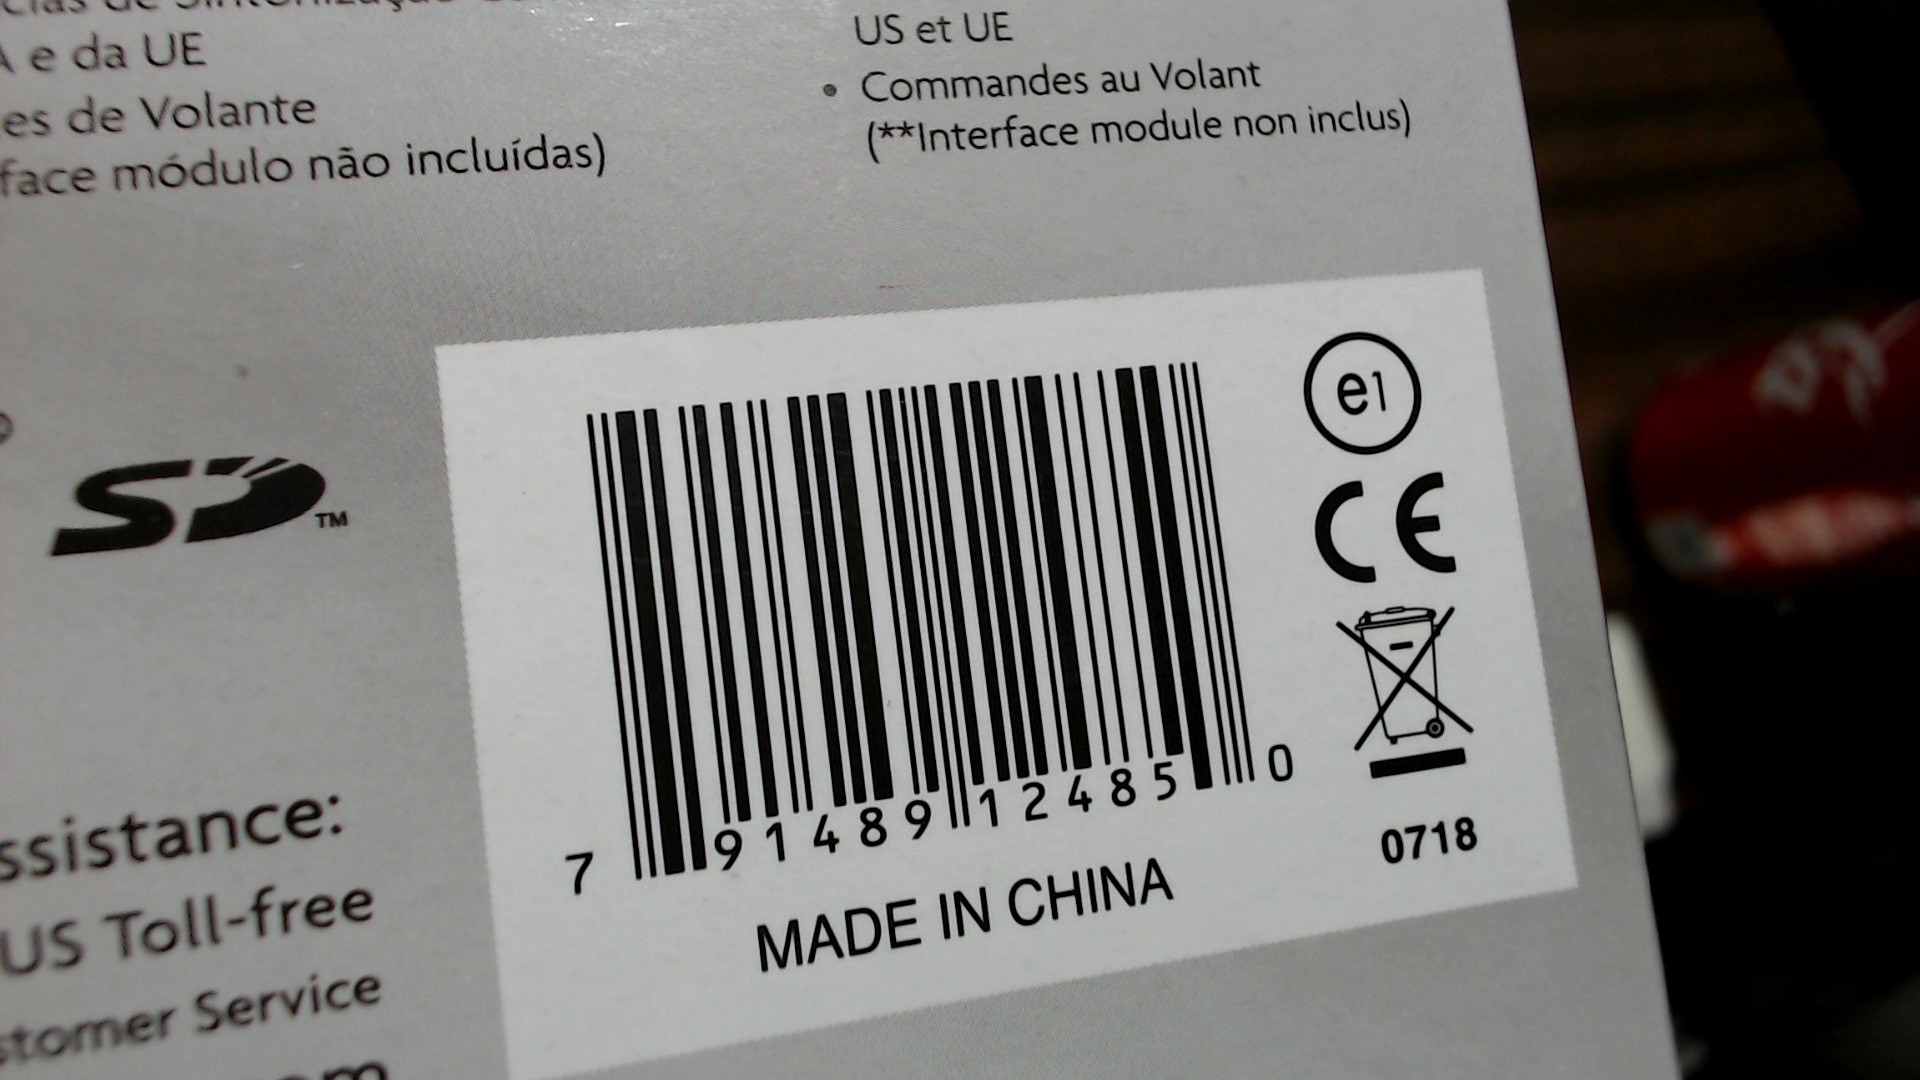 e da UE
es de Volante
face módulo não incluídas)
US et UE
• Commandes au Volant
(**Interface module non inclus)
SD™
e1
CE
7 91489 12485 0
0718
MADE IN CHINA
ssistance:
US Toll-free
stomer Service
om